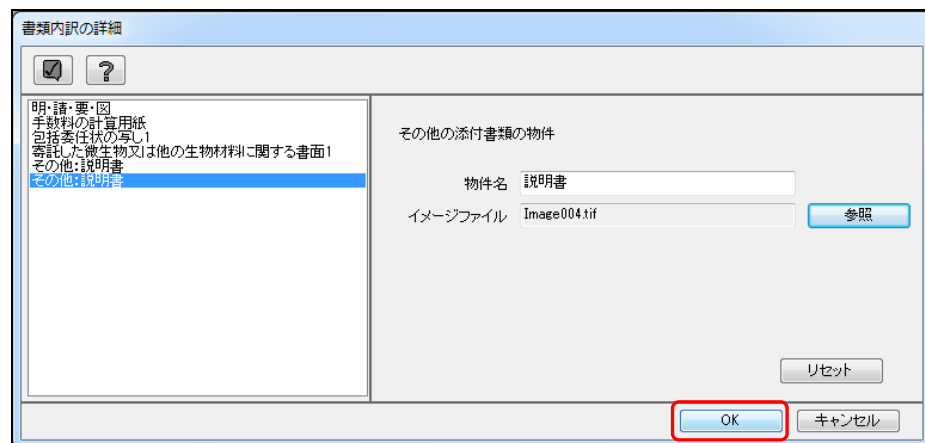 書類内訳の詳細
?
明・請・要・図
手数料の計算用紙
包括委任状の写し1
寄託した微生物又は他の生物材料に関する書面1
その他:説明書
その他:説明書
その他の添付書類の物件
物件名 説明書
イメージファイル Image004.tif 参照
リセット
OK キャンセル